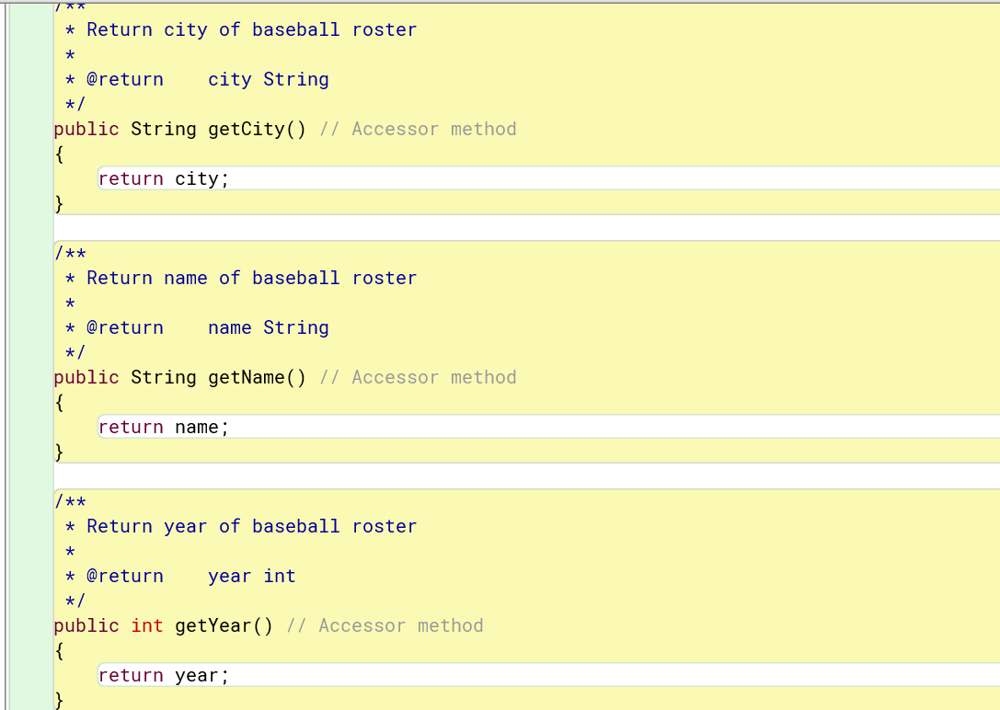 /**
 * Return city of baseball roster
 *
 * @return    city String
 */
public String getCity() // Accessor method
{
    return city;
}
/**
 * Return name of baseball roster
 *
 * @return    name String
 */
public String getName() // Accessor method
{
    return name;
}
/**
 * Return year of baseball roster
 *
 * @return    year int
 */
public int getYear() // Accessor method
{
    return year;
}